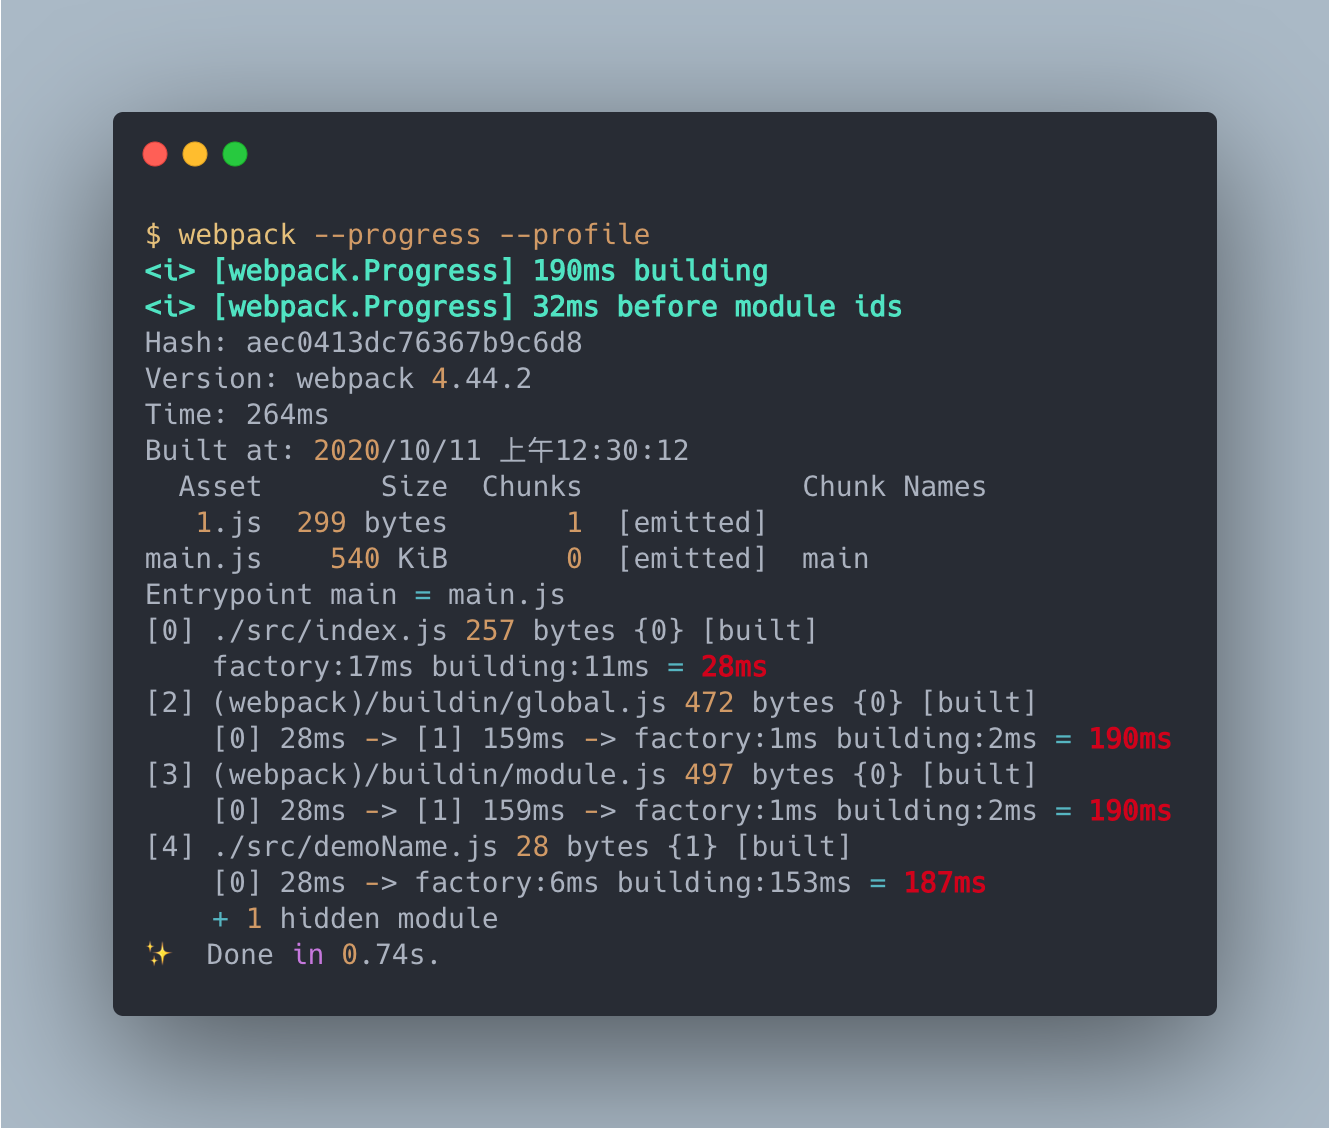 $ webpack --progress --profile
<i> [webpack.Progress] 190ms building
<i> [webpack.Progress] 32ms before module ids
Hash: aec0413dc76367b9c6d8
Version: webpack 4.44.2
Time: 264ms
Built at: 2020/10/11 上午12:30:12
  Asset       Size  Chunks             Chunk Names
   1.js  299 bytes       1  [emitted]
main.js    540 KiB       0  [emitted]  main
Entrypoint main = main.js
[0] ./src/index.js 257 bytes {0} [built]
    factory:17ms building:11ms = 28ms
[2] (webpack)/buildin/global.js 472 bytes {0} [built]
    [0] 28ms -> [1] 159ms -> factory:1ms building:2ms = 190ms
[3] (webpack)/buildin/module.js 497 bytes {0} [built]
    [0] 28ms -> [1] 159ms -> factory:1ms building:2ms = 190ms
[4] ./src/demoName.js 28 bytes {1} [built]
    [0] 28ms -> factory:6ms building:153ms = 187ms
    + 1 hidden module
✨  Done in 0.74s.